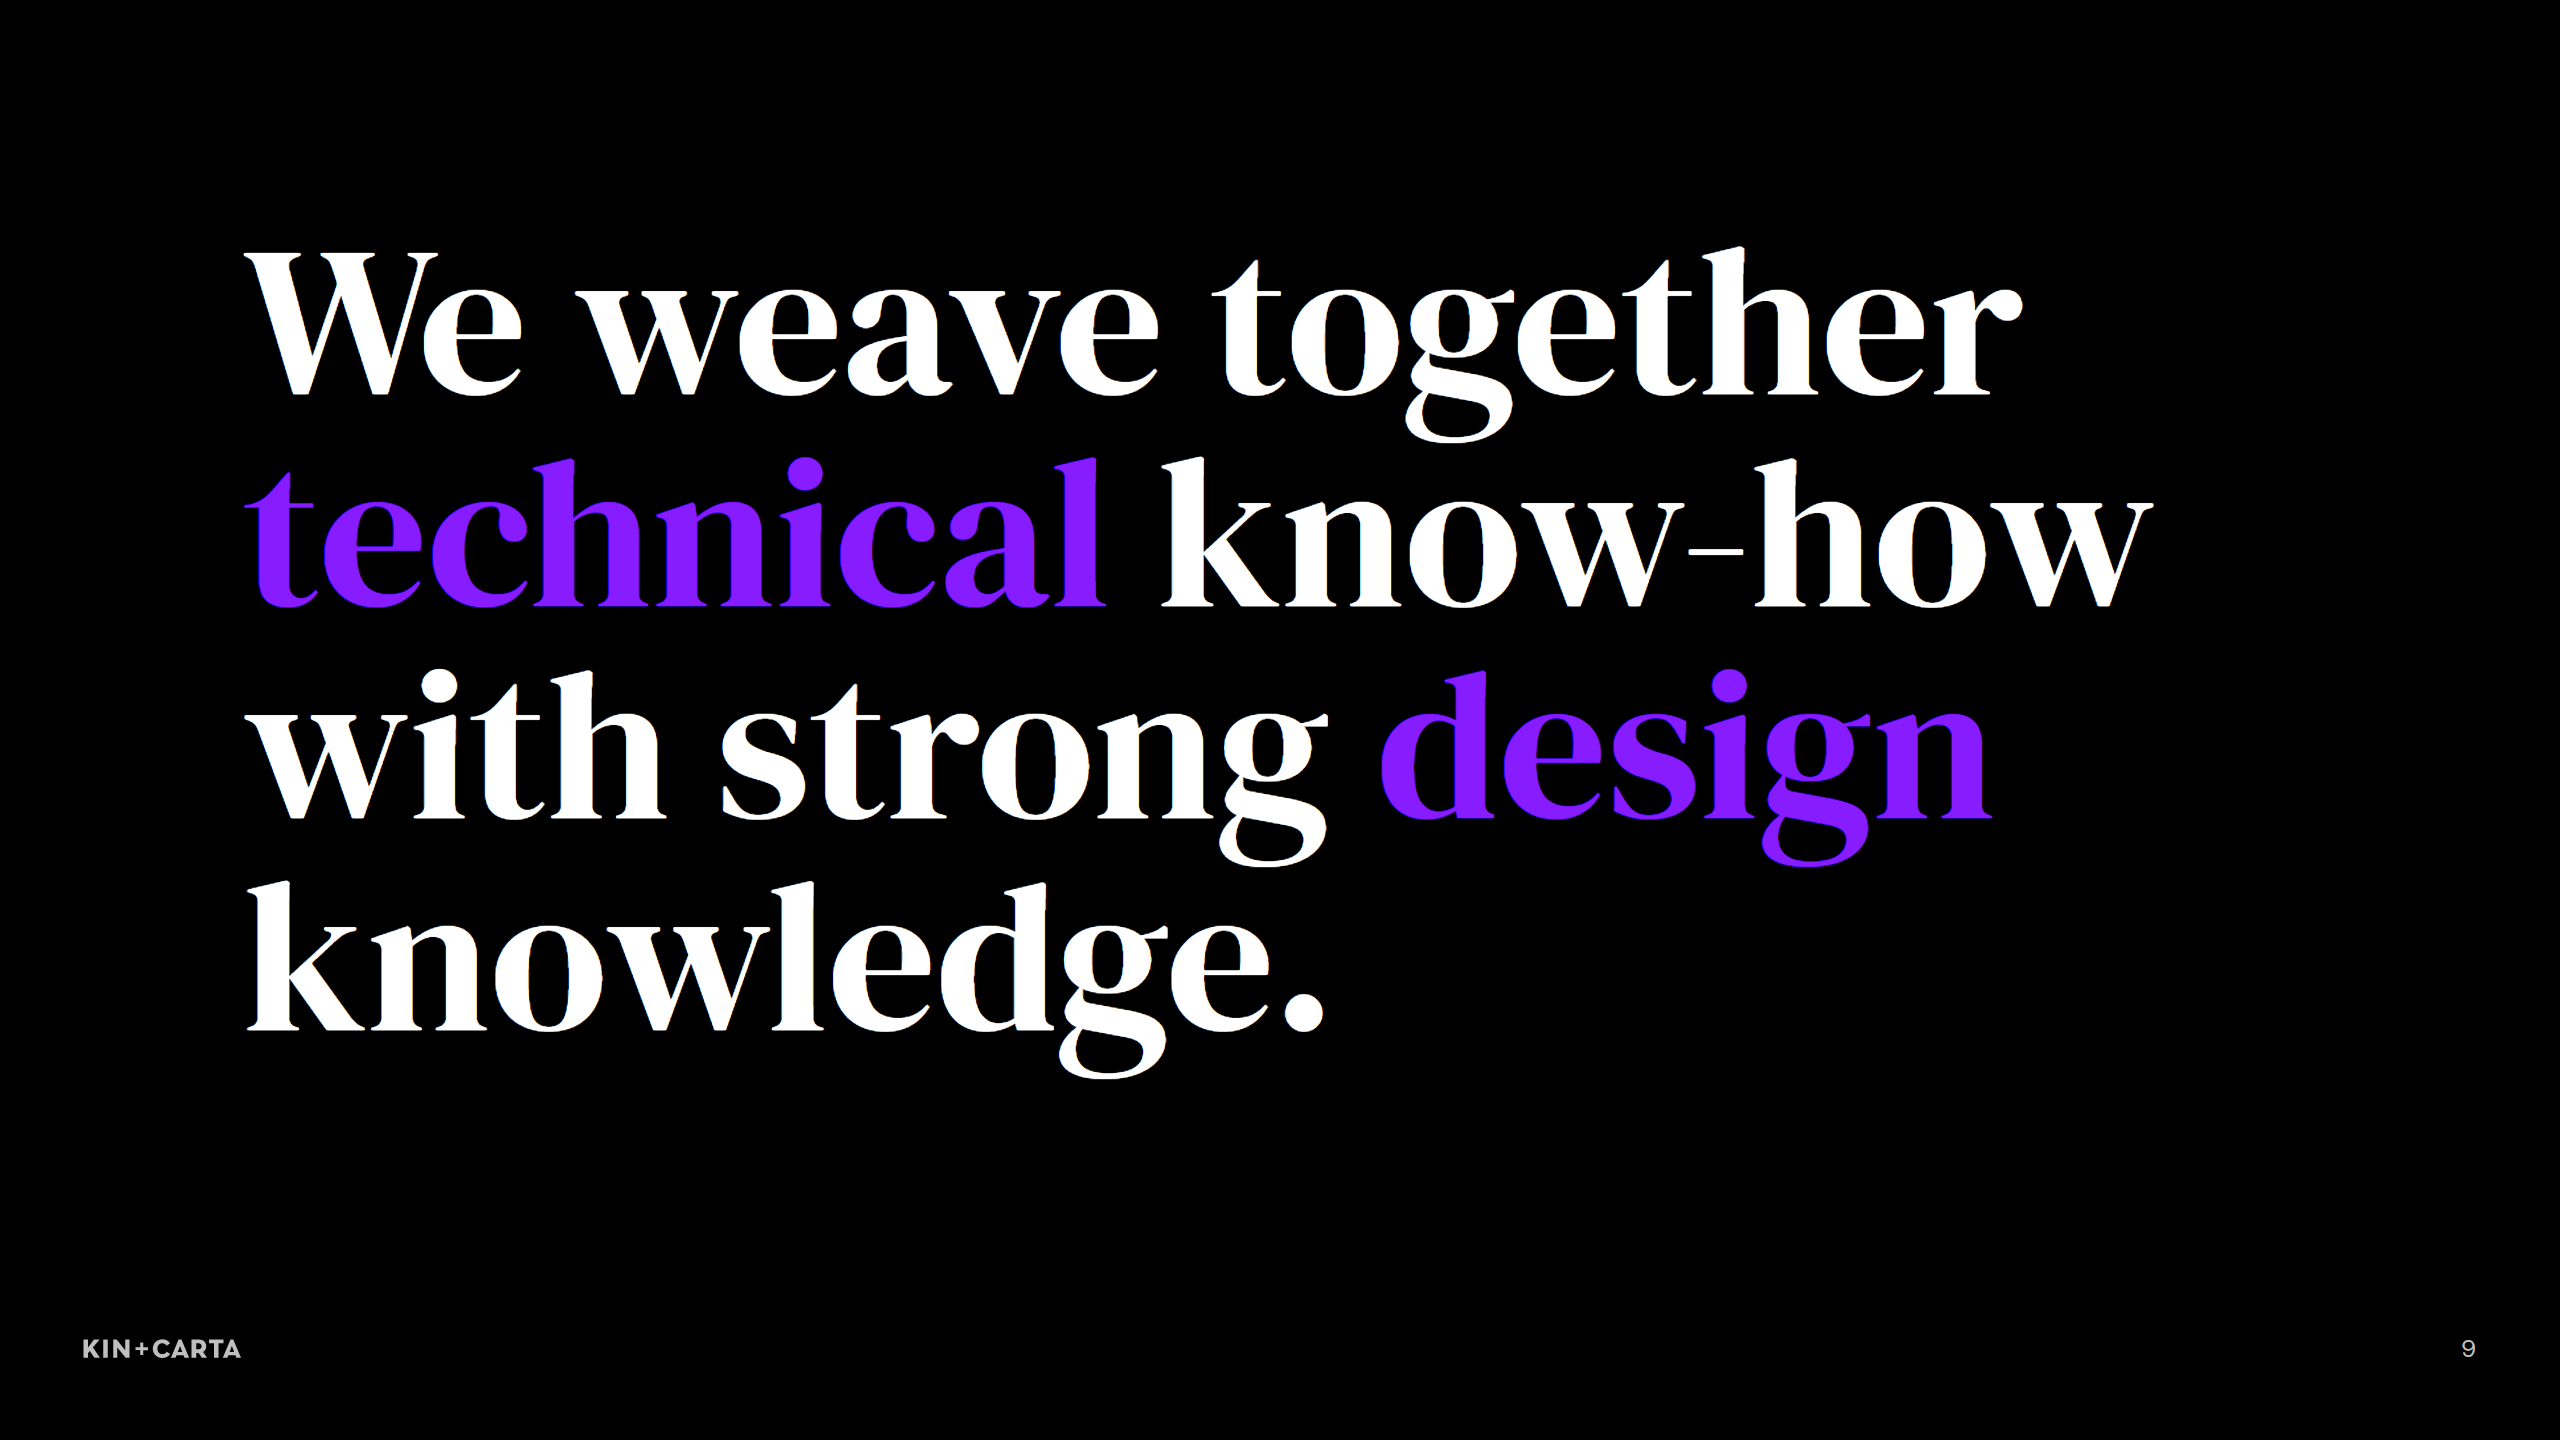 We weave together
technical know-how
with strong design
knowledge.
KIN+CARTA
9